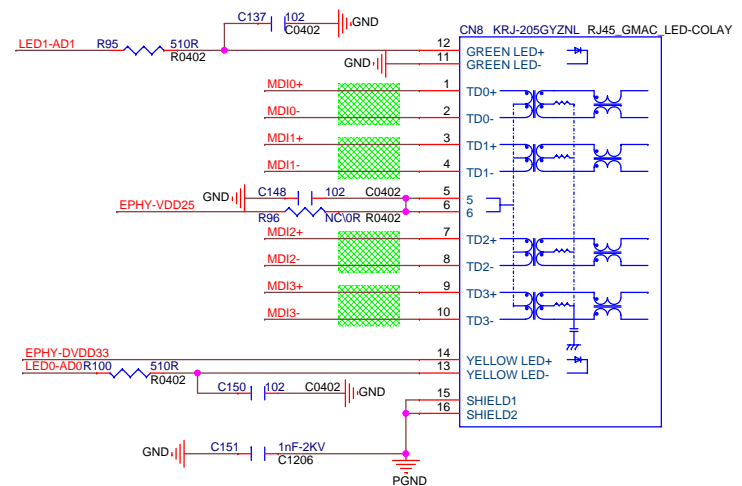 C137 102 C0402 GND
CN8 KRJ-205GYZNL RJ45_GMAC_LED-COLAY
LED1-AD1 R95 510R R0402
12 GREEN LED+
GND 11 GREEN LED-
MDI0+ 1 TD0+
MDI0- 2 TD0-
MDI1+ 3 TD1+
MDI1- 4 TD1-
GND C148 102 C0402 5 5
EPHY-VDD25 R96 NC\0R R0402 6 6
MDI2+ 7 TD2+
MDI2- 8 TD2-
MDI3+ 9 TD3+
MDI3- 10 TD3-
EPHY-DVDD33 14 YELLOW LED+
LED0-AD0 R100 510R R0402 13 YELLOW LED-
C150 102 C0402 GND
15 SHIELD1
16 SHIELD2
GND C151 1nF-2KV C1206
PGND